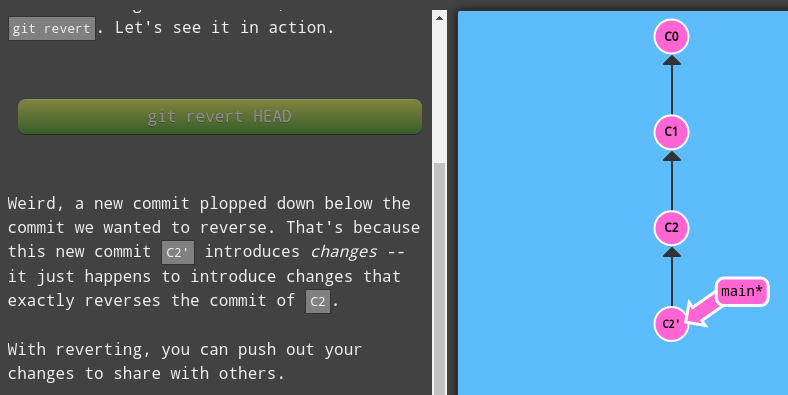 git revert. Let's see it in action.
git revert HEAD
Weird, a new commit plopped down below the
commit we wanted to reverse. That's because
this new commit C2' introduces changes --
it just happens to introduce changes that
exactly reverses the commit of C2.
With reverting, you can push out your
changes to share with others.
C0
C1
C2
main*
C2'